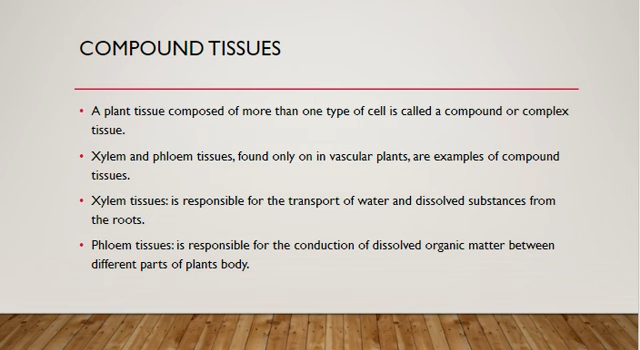 COMPOUND TISSUES
• A plant tissue composed of more than one type of cell is called a compound or complex
tissue.
• Xylem and phloem tissues, found only on in vascular plants, are examples of compound
tissues.
• Xylem tissues: is responsible for the transport of water and dissolved substances from
the roots.
• Phloem tissues: is responsible for the conduction of dissolved organic matter between
different parts of plants body.